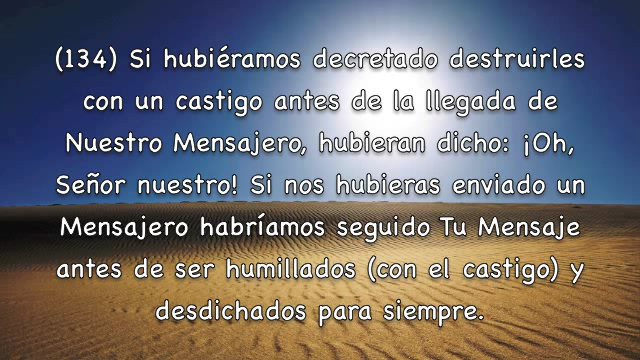 (134) Si hubiéramos decretado destruirles
con un castigo antes de la llegada de
Nuestro Mensajero, hubieran dicho: ¡Oh,
Señor nuestro! Si nos hubieras enviado un
Mensajero habríamos seguido Tu Mensaje
antes de ser humillados (con el castigo) y
desdichados para siempre.